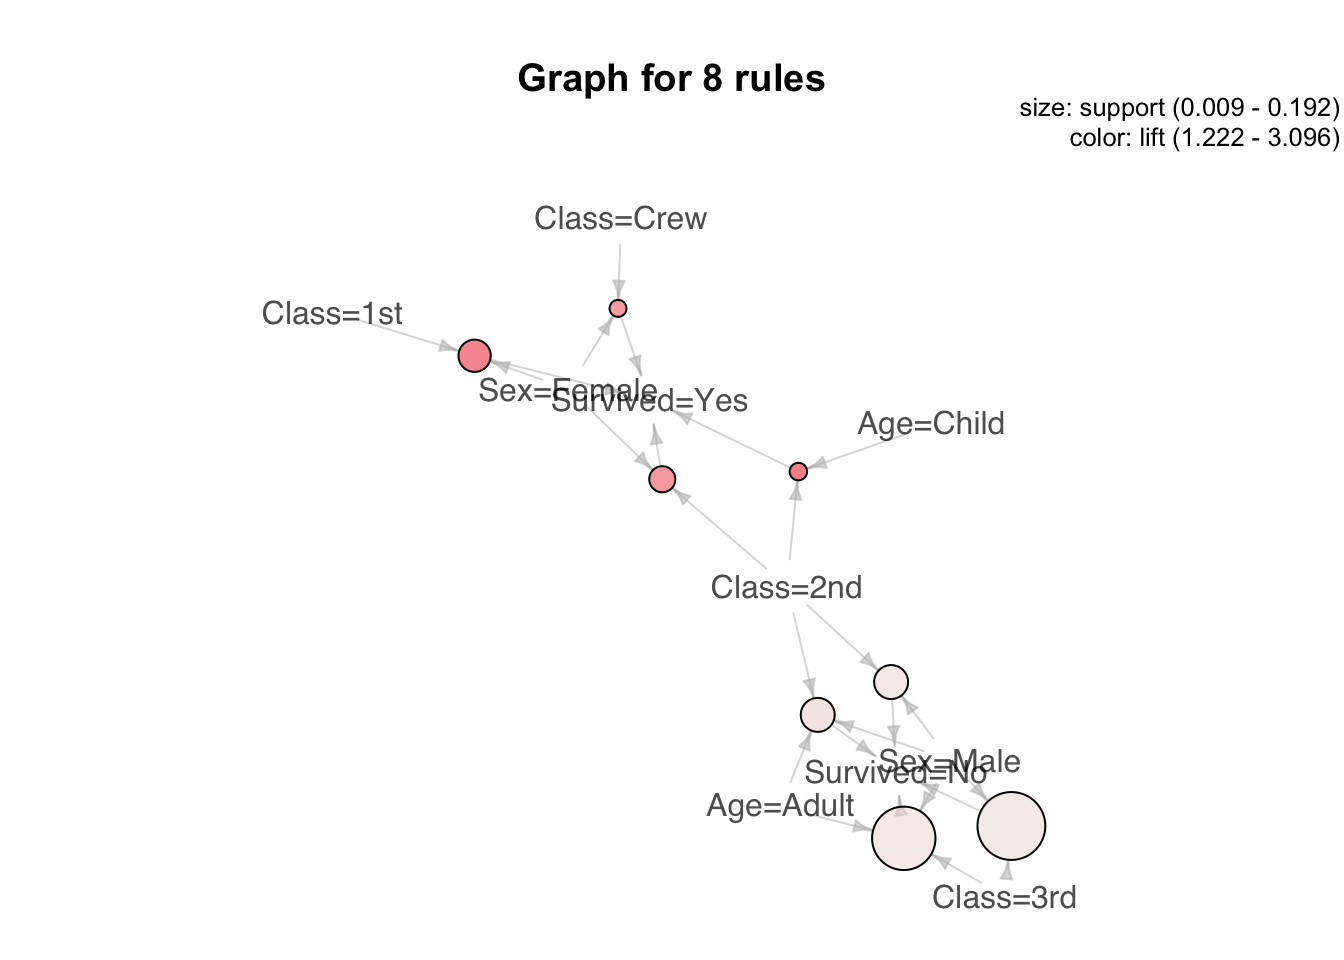 Graph for 8 rules
size: support (0.009 - 0.192)
color: lift (1.222 - 3.096)
Class=Crew
Class=1st
Sex=Female
Survived=Yes
Age=Child
Class=2nd
Sex=Male
Survived=No
Age=Adult
Class=3rd